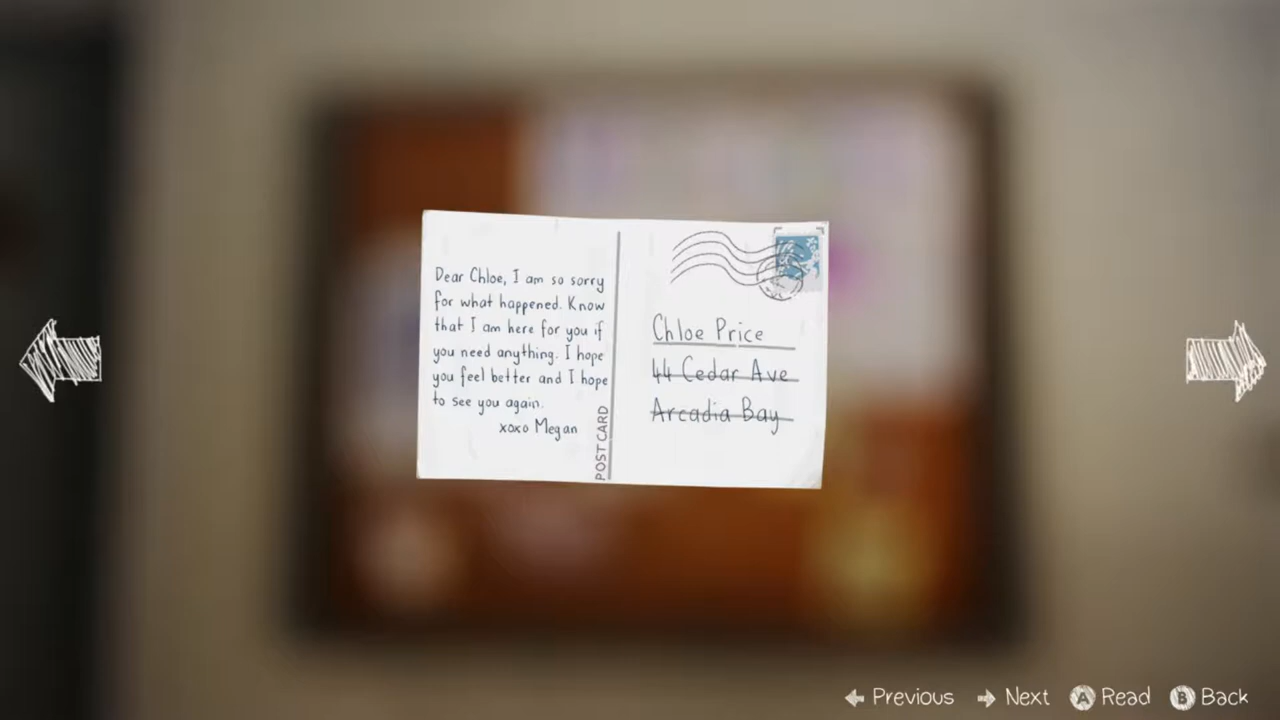 Dear Chloe, I am so sorry
for what happened. Know
that I am here for you if
you need anything. I hope
you feel better and I hope
to see you again.
xoxo Megan
POSTCARD
Chloe Price
44 Cedar Ave
Arcadia Bay
Previous
Next
A Read
B Back